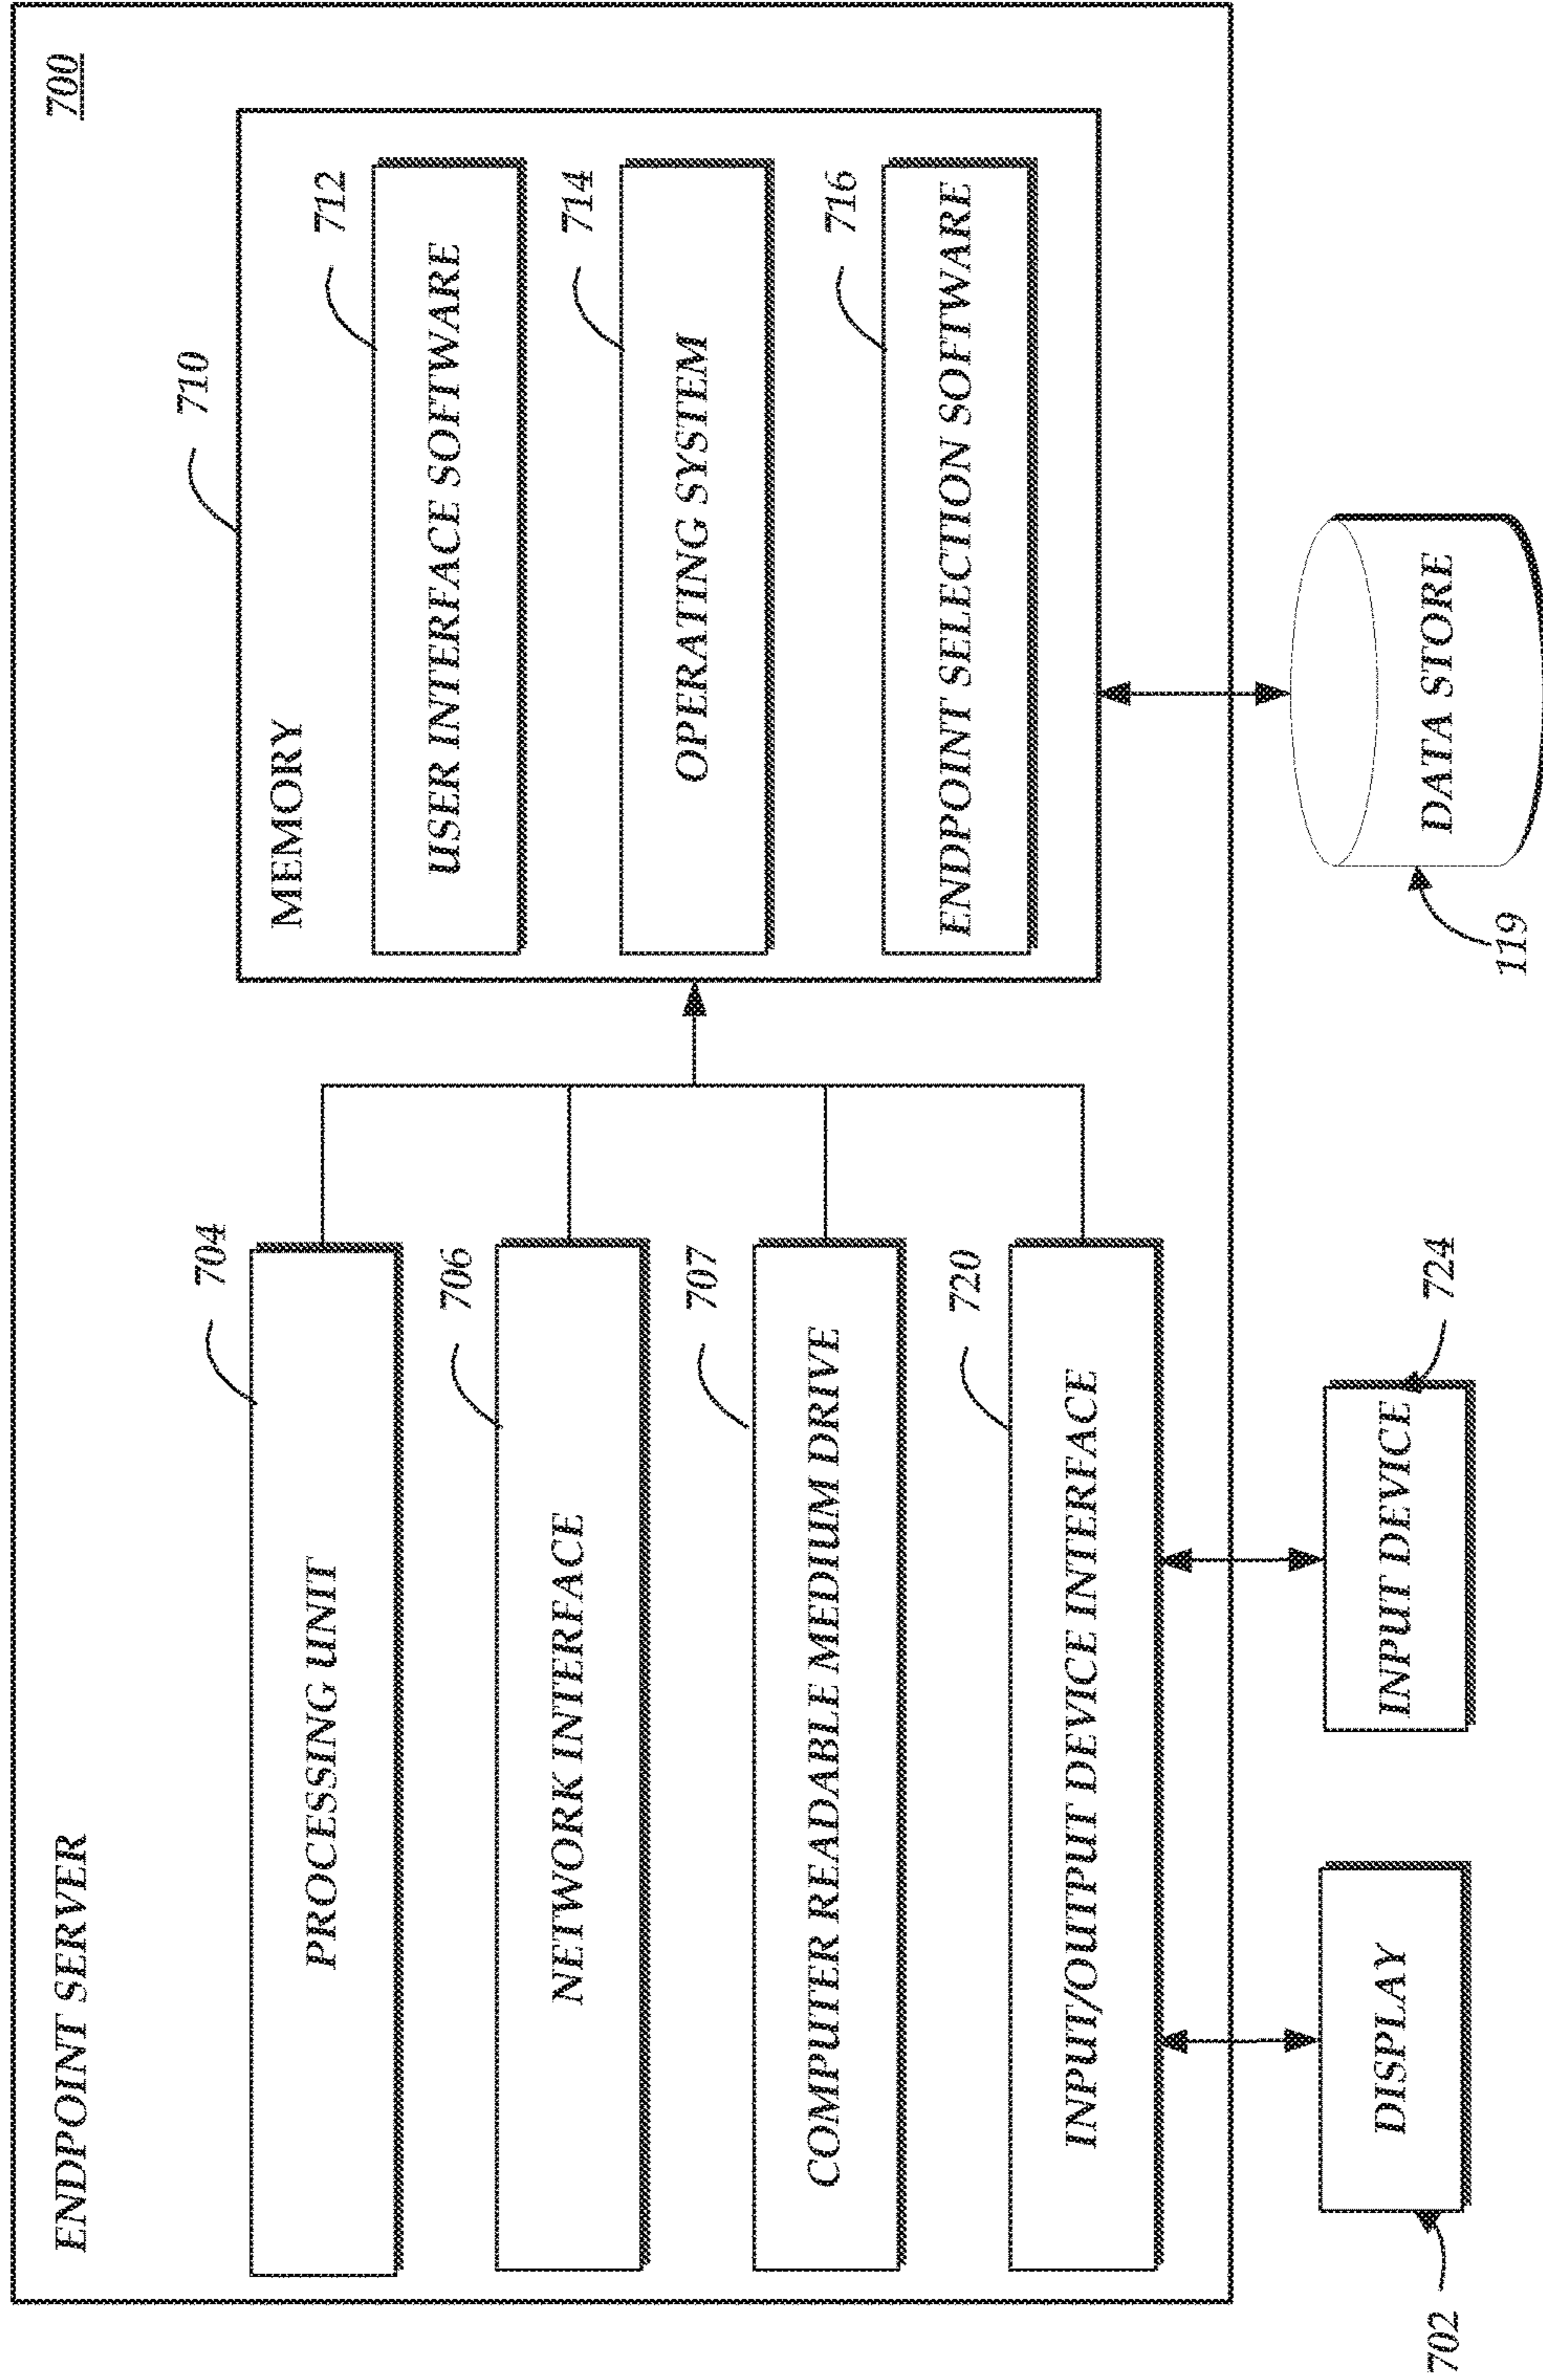 ENDPOINT SERVER
700
704
PROCESSING UNIT
706
NETWORK INTERFACE
707
COMPUTER READABLE MEDIUM DRIVE
720
INPUT/OUTPUT DEVICE INTERFACE
710
MEMORY
712
USER INTERFACE SOFTWARE
714
OPERATING SYSTEM
716
ENDPOINT SELECTION SOFTWARE
702
DISPLAY
INPUT DEVICE
724
119
DATA STORE